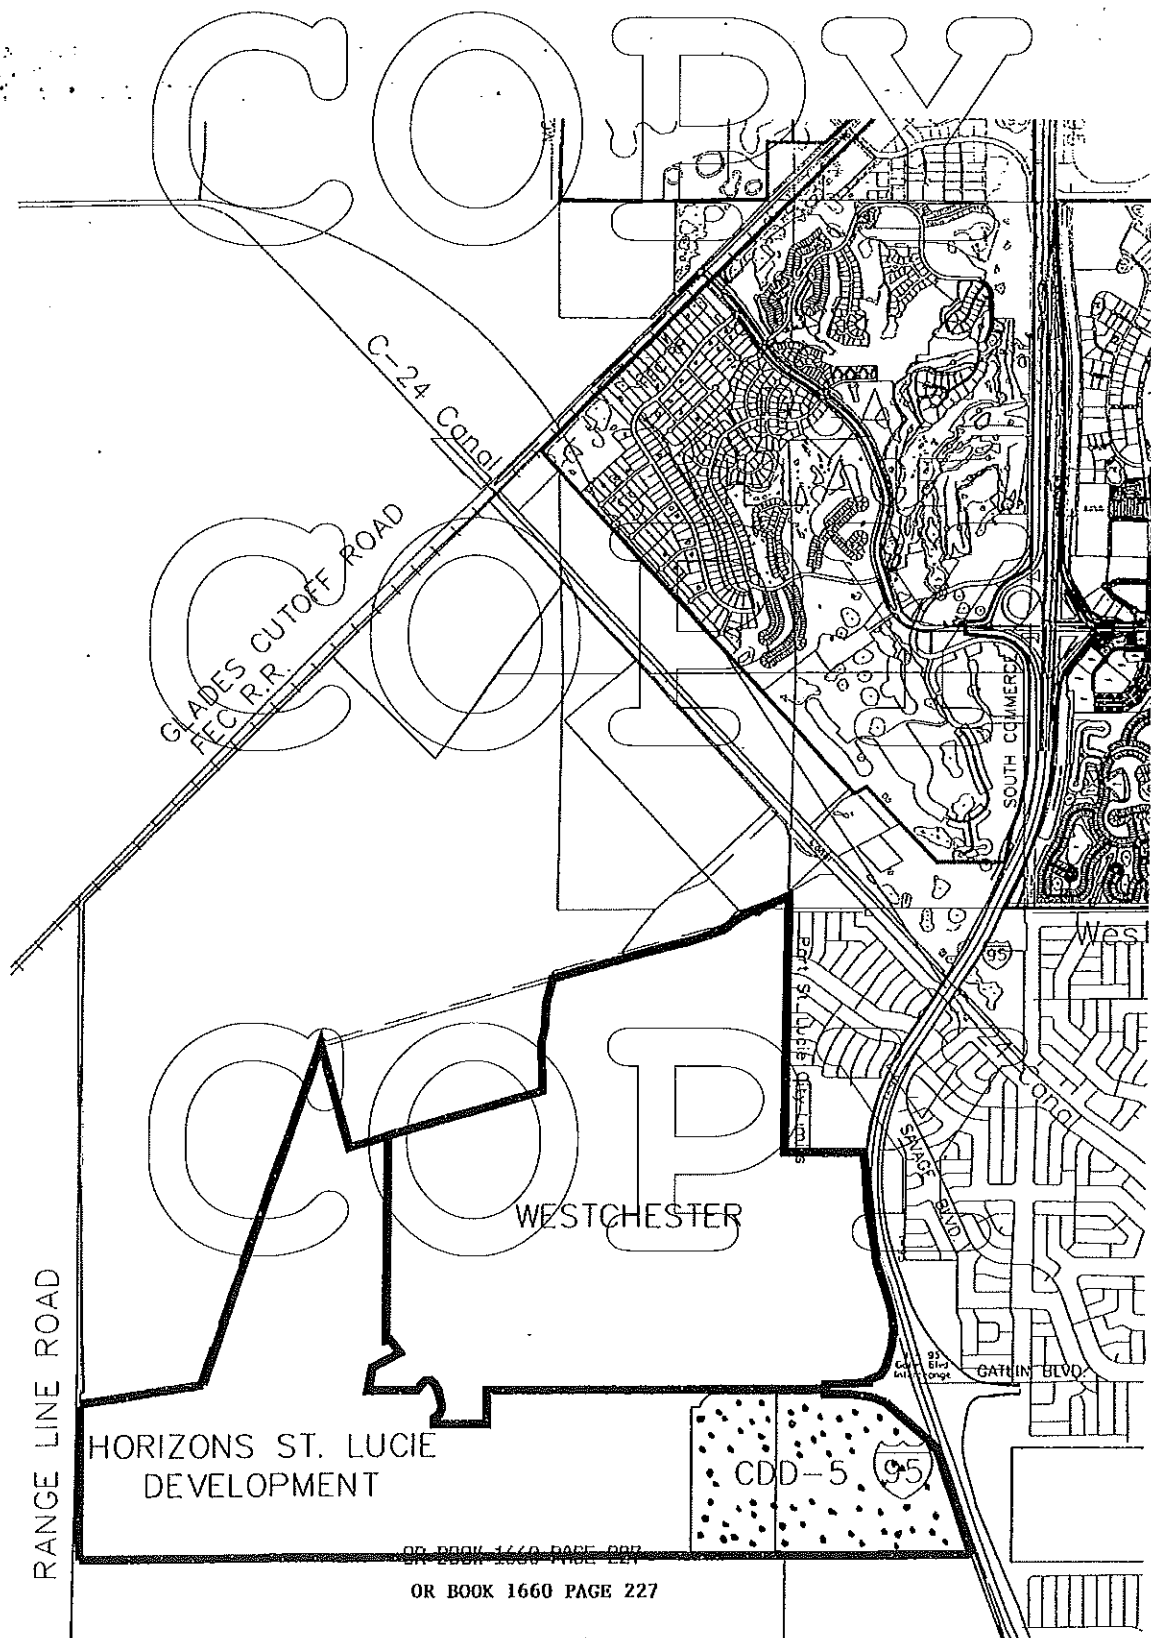 COPY
C-24 Canal
GLADES CUTOFF ROAD
FEC R.R.
COP
SOUTH COMMERCE
West
95
Port St. Lucie City Limits
COP
Canal
SAVAGE
BLVD.
WESTCHESTER
RANGE LINE ROAD
GATLIN BLVD.
HORIZONS ST. LUCIE
DEVELOPMENT
CDD-5
95
OR BOOK 1660 PAGE 227
OR BOOK 1660 PAGE 227